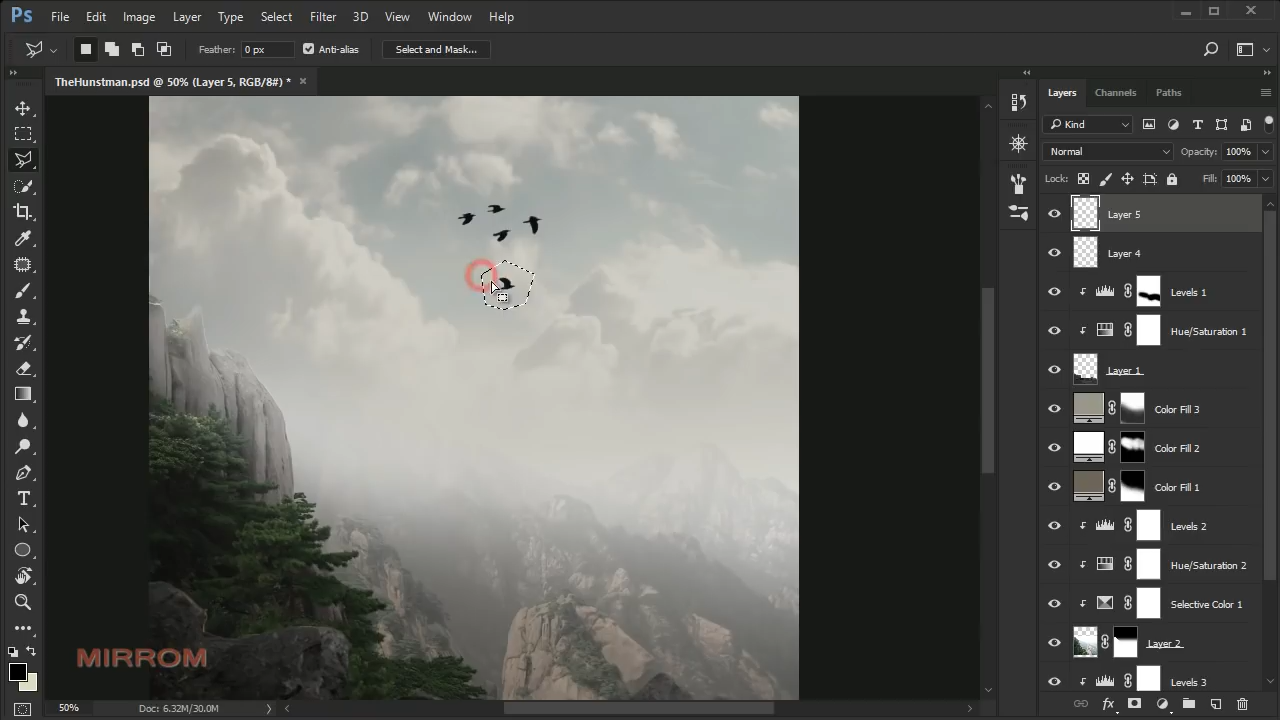 Ps File Edit Image Layer Type Select Filter 3D View Window Help
Feather: 0 px Anti-alias Select and Mask...
TheHunstman.psd @ 50% (Layer 5, RGB/8#) *
Layers Channels Paths
Kind
Normal Opacity: 100%
Lock: Fill: 100%
Layer 5
Layer 4
Levels 1
Hue/Saturation 1
Layer 1
Color Fill 3
Color Fill 2
Color Fill 1
Levels 2
Hue/Saturation 2
Selective Color 1
Layer 2
Levels 3
MIRROM
50% Doc: 6.32M/30.0M